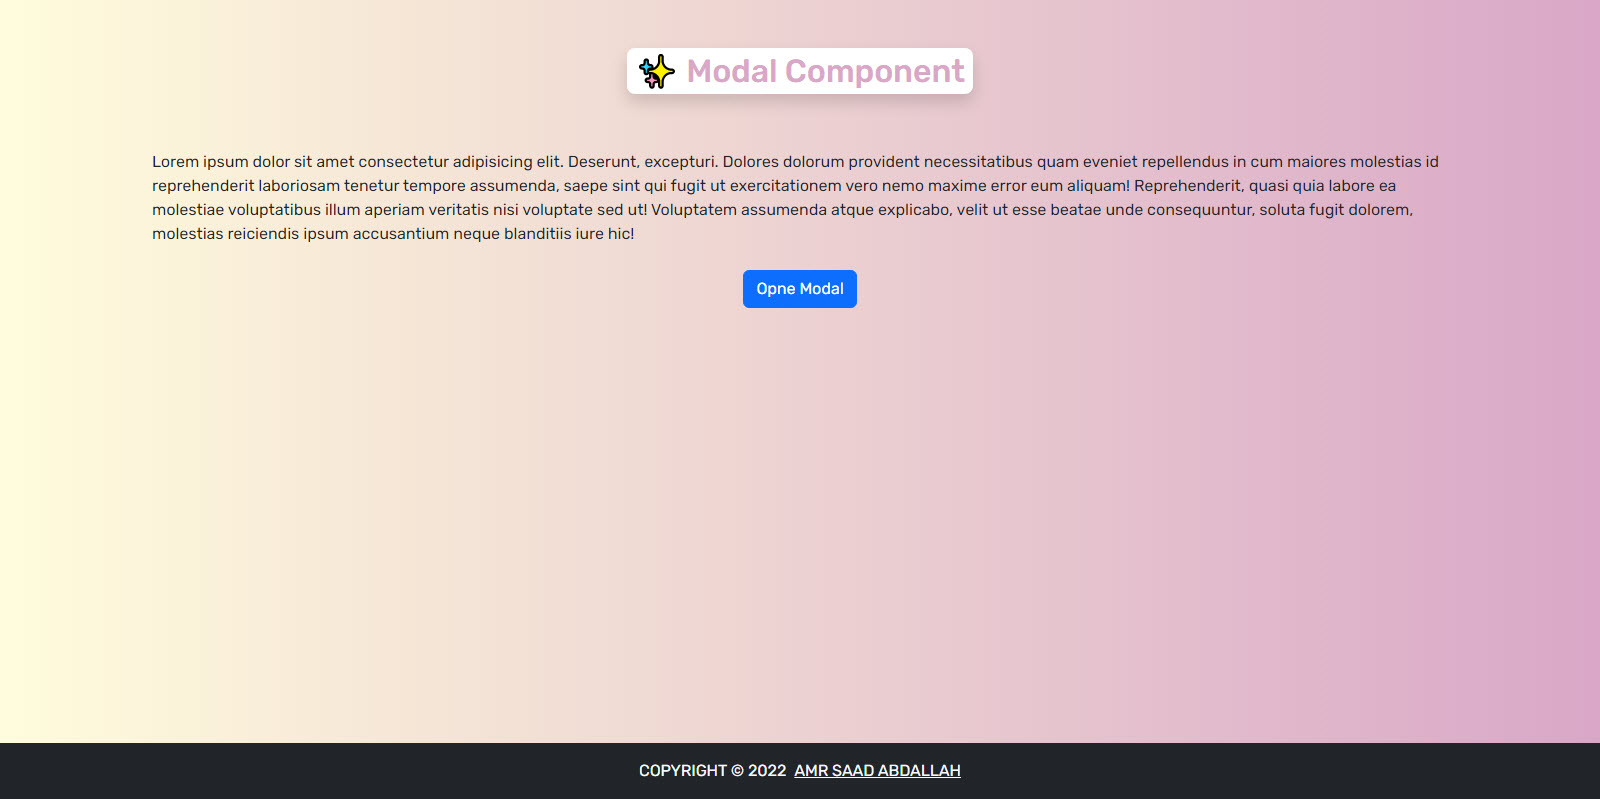 Modal Component
Lorem ipsum dolor sit amet consectetur adipisicing elit. Deserunt, excepturi. Dolores dolorum provident necessitatibus quam eveniet repellendus in cum maiores molestias id
reprehenderit laboriosam tenetur tempore assumenda, saepe sint qui fugit ut exercitationem vero nemo maxime error eum aliquam! Reprehenderit, quasi quia labore ea
molestiae voluptatibus illum aperiam veritatis nisi voluptate sed ut! Voluptatem assumenda atque explicabo, velit ut esse beatae unde consequuntur, soluta fugit dolorem,
molestias reiciendis ipsum accusantium neque blanditiis iure hic!
Opne Modal
COPYRIGHT © 2022 AMR SAAD ABDALLAH